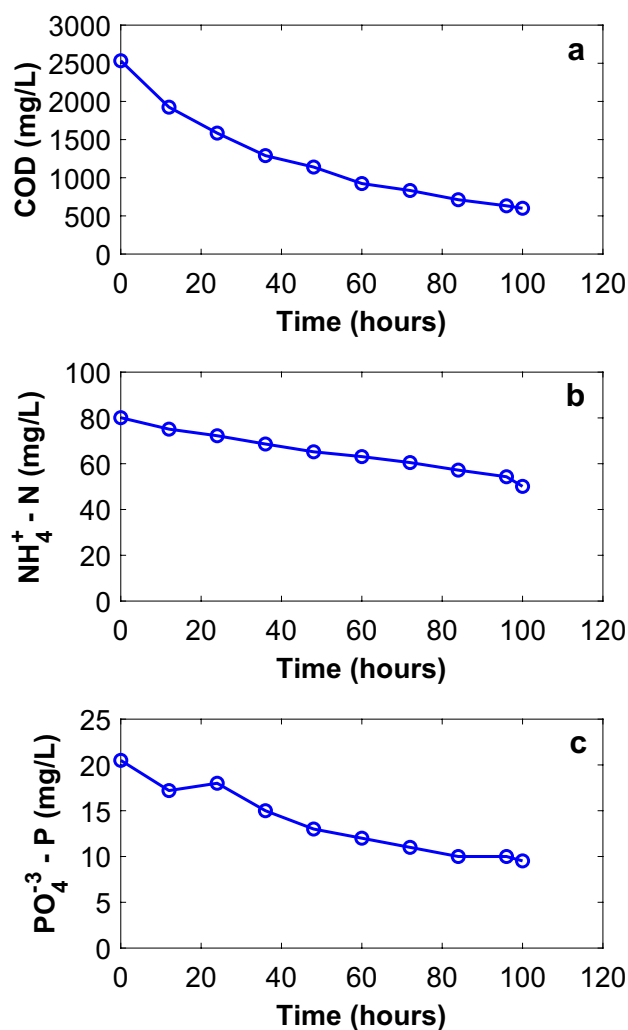 a
3000
2500
2000
1500
1000
500
0
COD (mg/L)
0 20 40 60 80 100 120
Time (hours)
b
100
80
60
40
20
0
NH₄⁺ - N (mg/L)
0 20 40 60 80 100 120
Time (hours)
c
25
20
15
10
5
0
PO₄⁻³ - P (mg/L)
0 20 40 60 80 100 120
Time (hours)